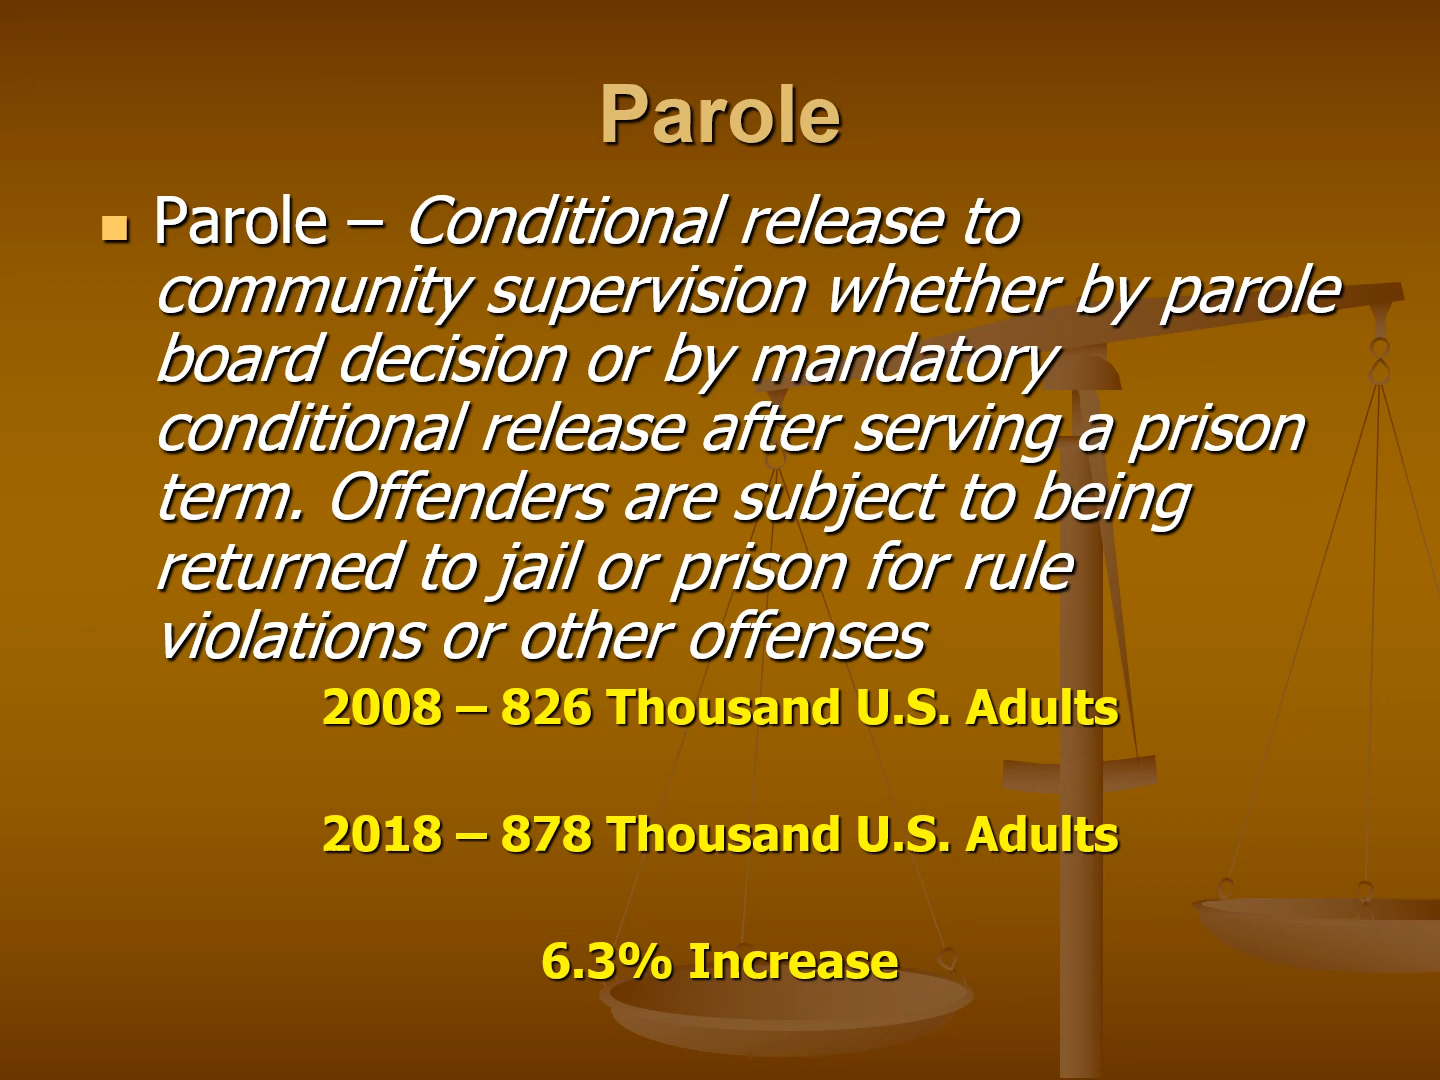 Parole
Parole – Conditional release to
community supervision whether by parole
board decision or by mandatory
conditional release after serving a prison
term. Offenders are subject to being
returned to jail or prison for rule
violations or other offenses
2008 – 826 Thousand U.S. Adults
2018 – 878 Thousand U.S. Adults
6.3% Increase